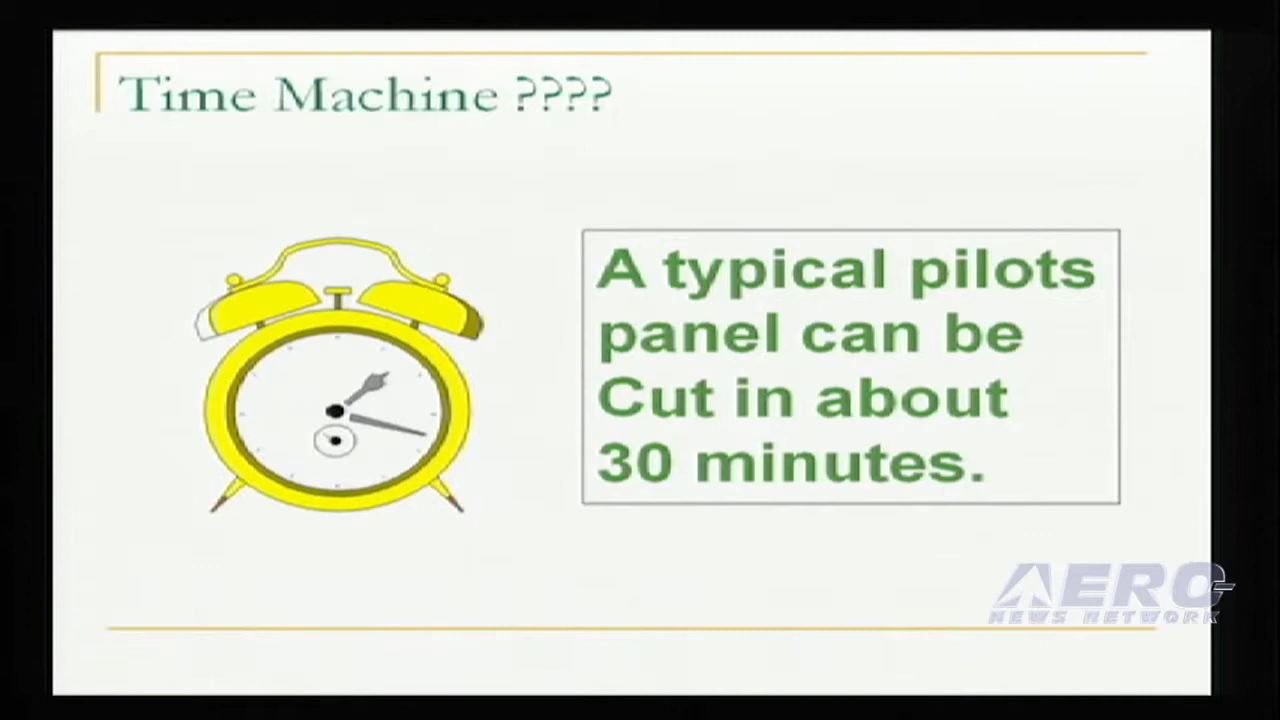 Time Machine ????
A typical pilots
panel can be
Cut in about
30 minutes.
AERO
NEWS NETWORK